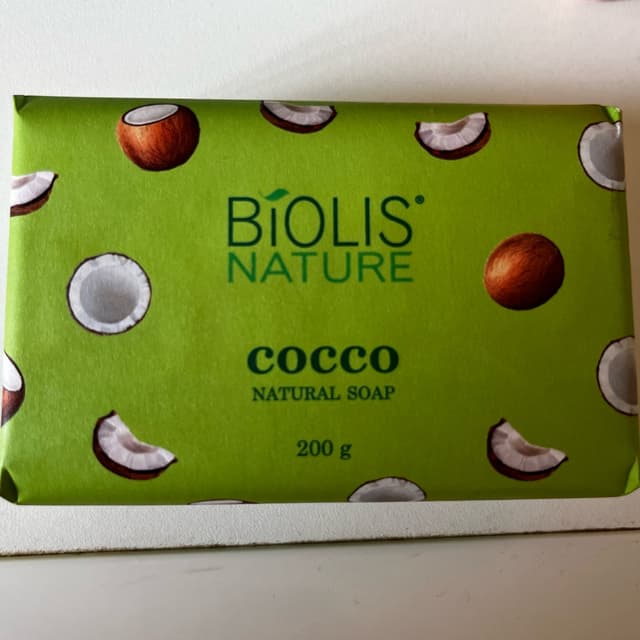 BiOLIS®
NATURE
COCCO
NATURAL SOAP
200 g